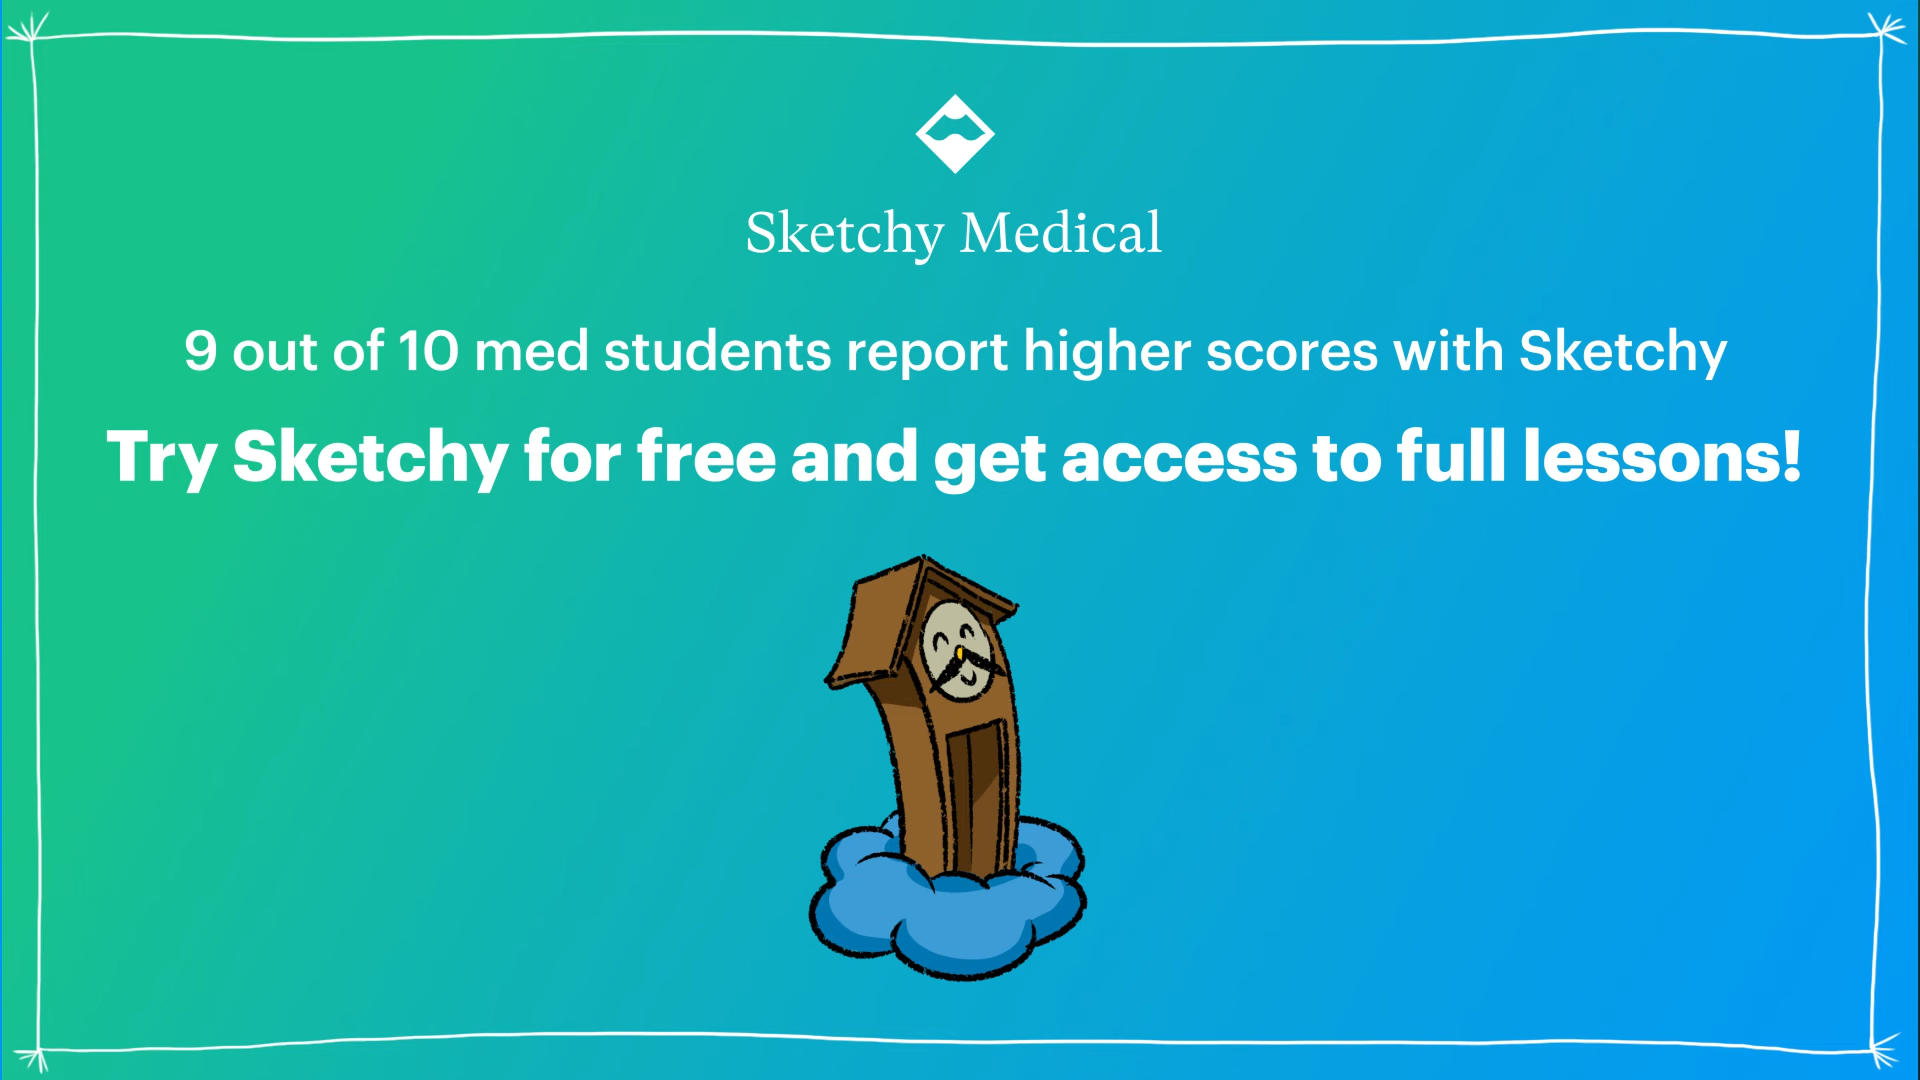 Sketchy Medical
9 out of 10 med students report higher scores with Sketchy
Try Sketchy for free and get access to full lessons!